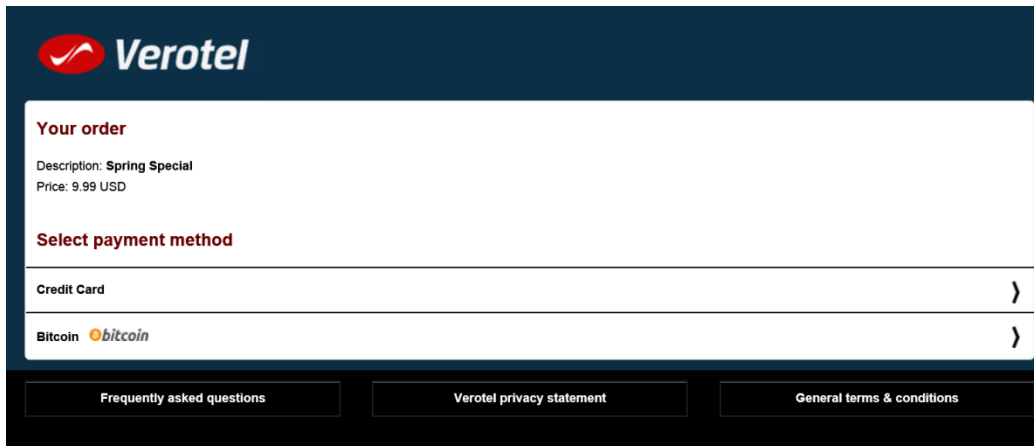 Verotel
Your order
Description: Spring Special
Price: 9.99 USD
Select payment method
Credit Card
Bitcoin bitcoin
Frequently asked questions
Verotel privacy statement
General terms & conditions